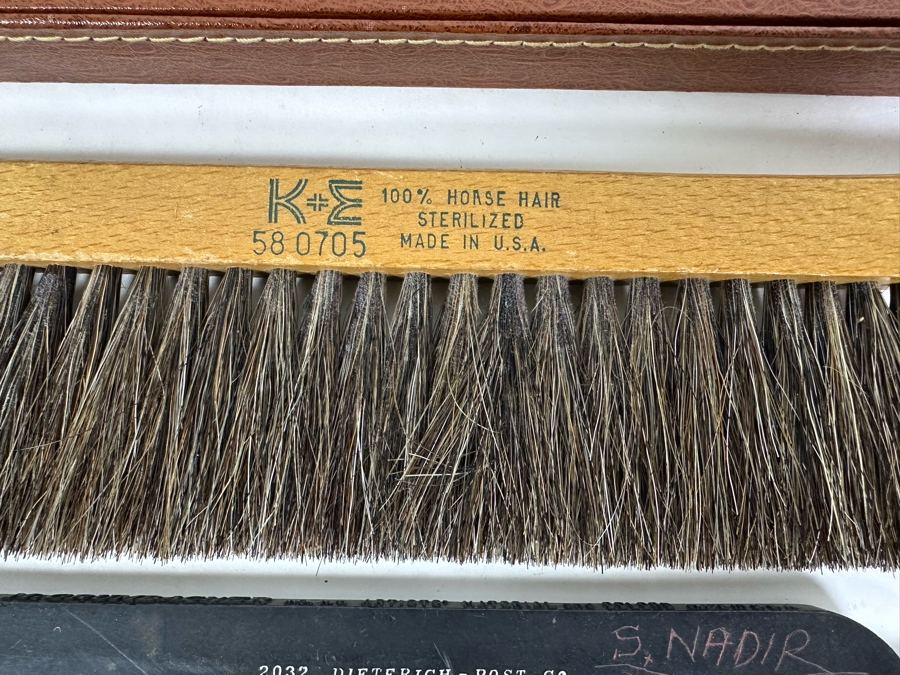 K+E
58 0705
100% HORSE HAIR
STERILIZED
MADE IN U.S.A.
S. NADIR
2032 DIETERICH-POST CO